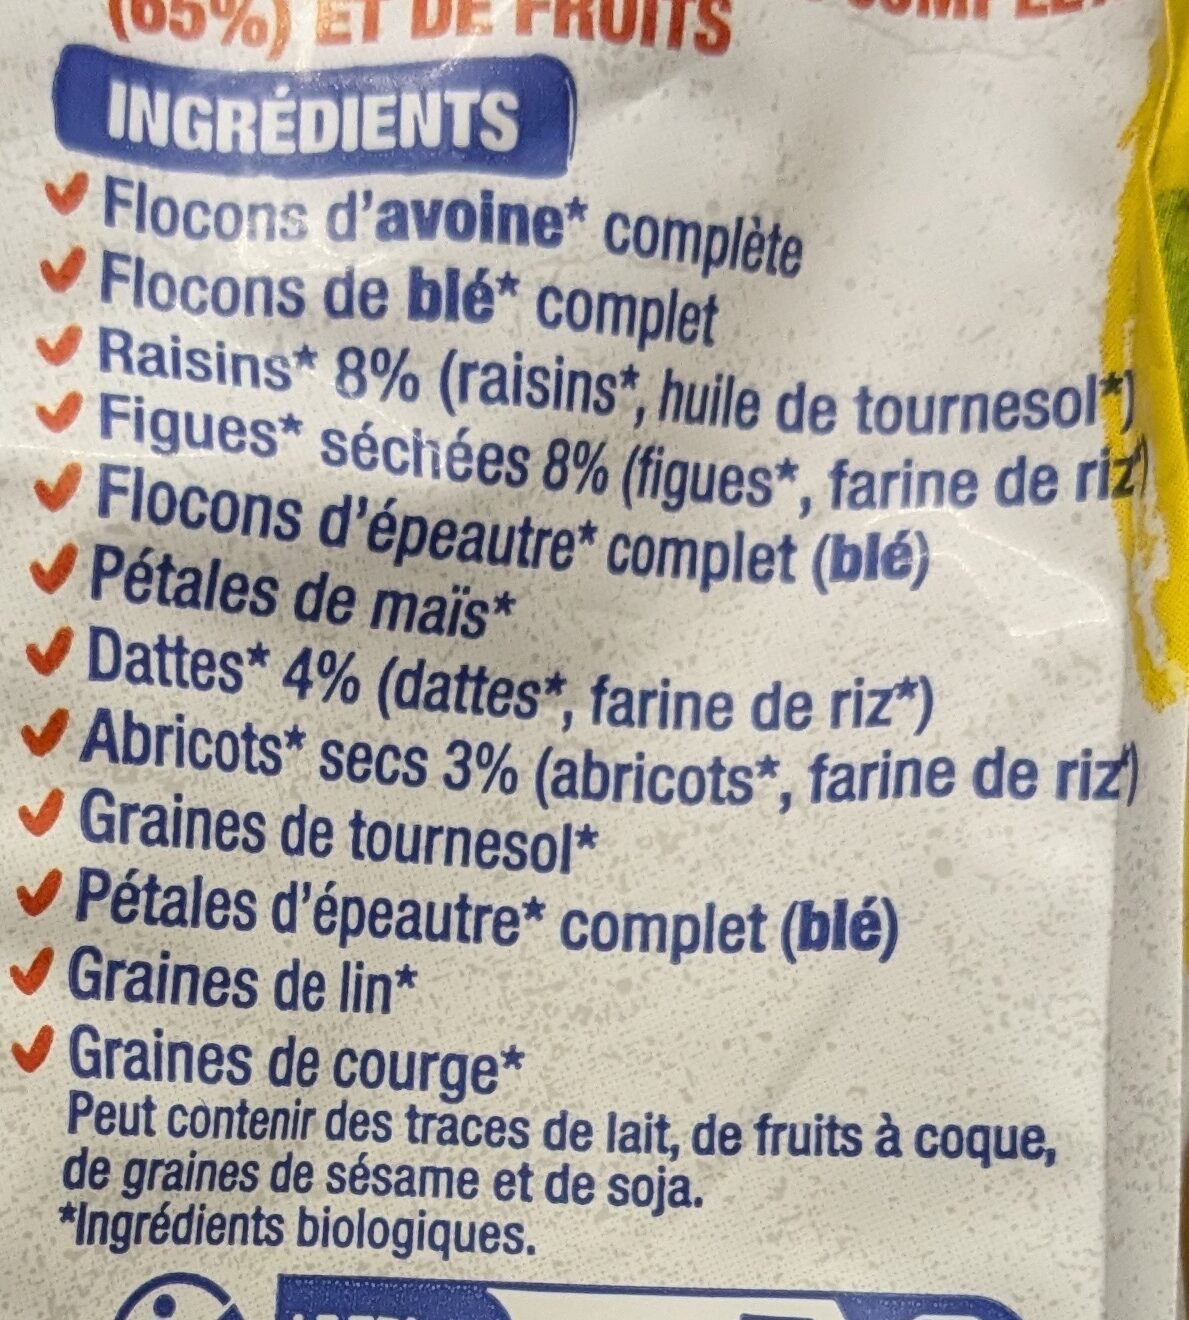 (65%) ET DE FRUITS
INGRÉDIENTS
Flocons d'avoine* complète
Flocons de blé* complet
Raisins* 8% (raisins*, huile de tournesol*)
Figues* séchées 8% (figues*, farine de riz*)
Flocons d'épeautre* complet (blé)
Pétales de maïs*
Dattes* 4% (dattes*, farine de riz*)
Abricots* secs 3% (abricots*, farine de riz*)
Graines de tournesol*
Pétales d'épeautre* complet (blé)
Graines de lin*
Graines de courge*
Peut contenir des traces de lait, de fruits à coque,
de graines de sésame et de soja.
*Ingrédients biologiques.